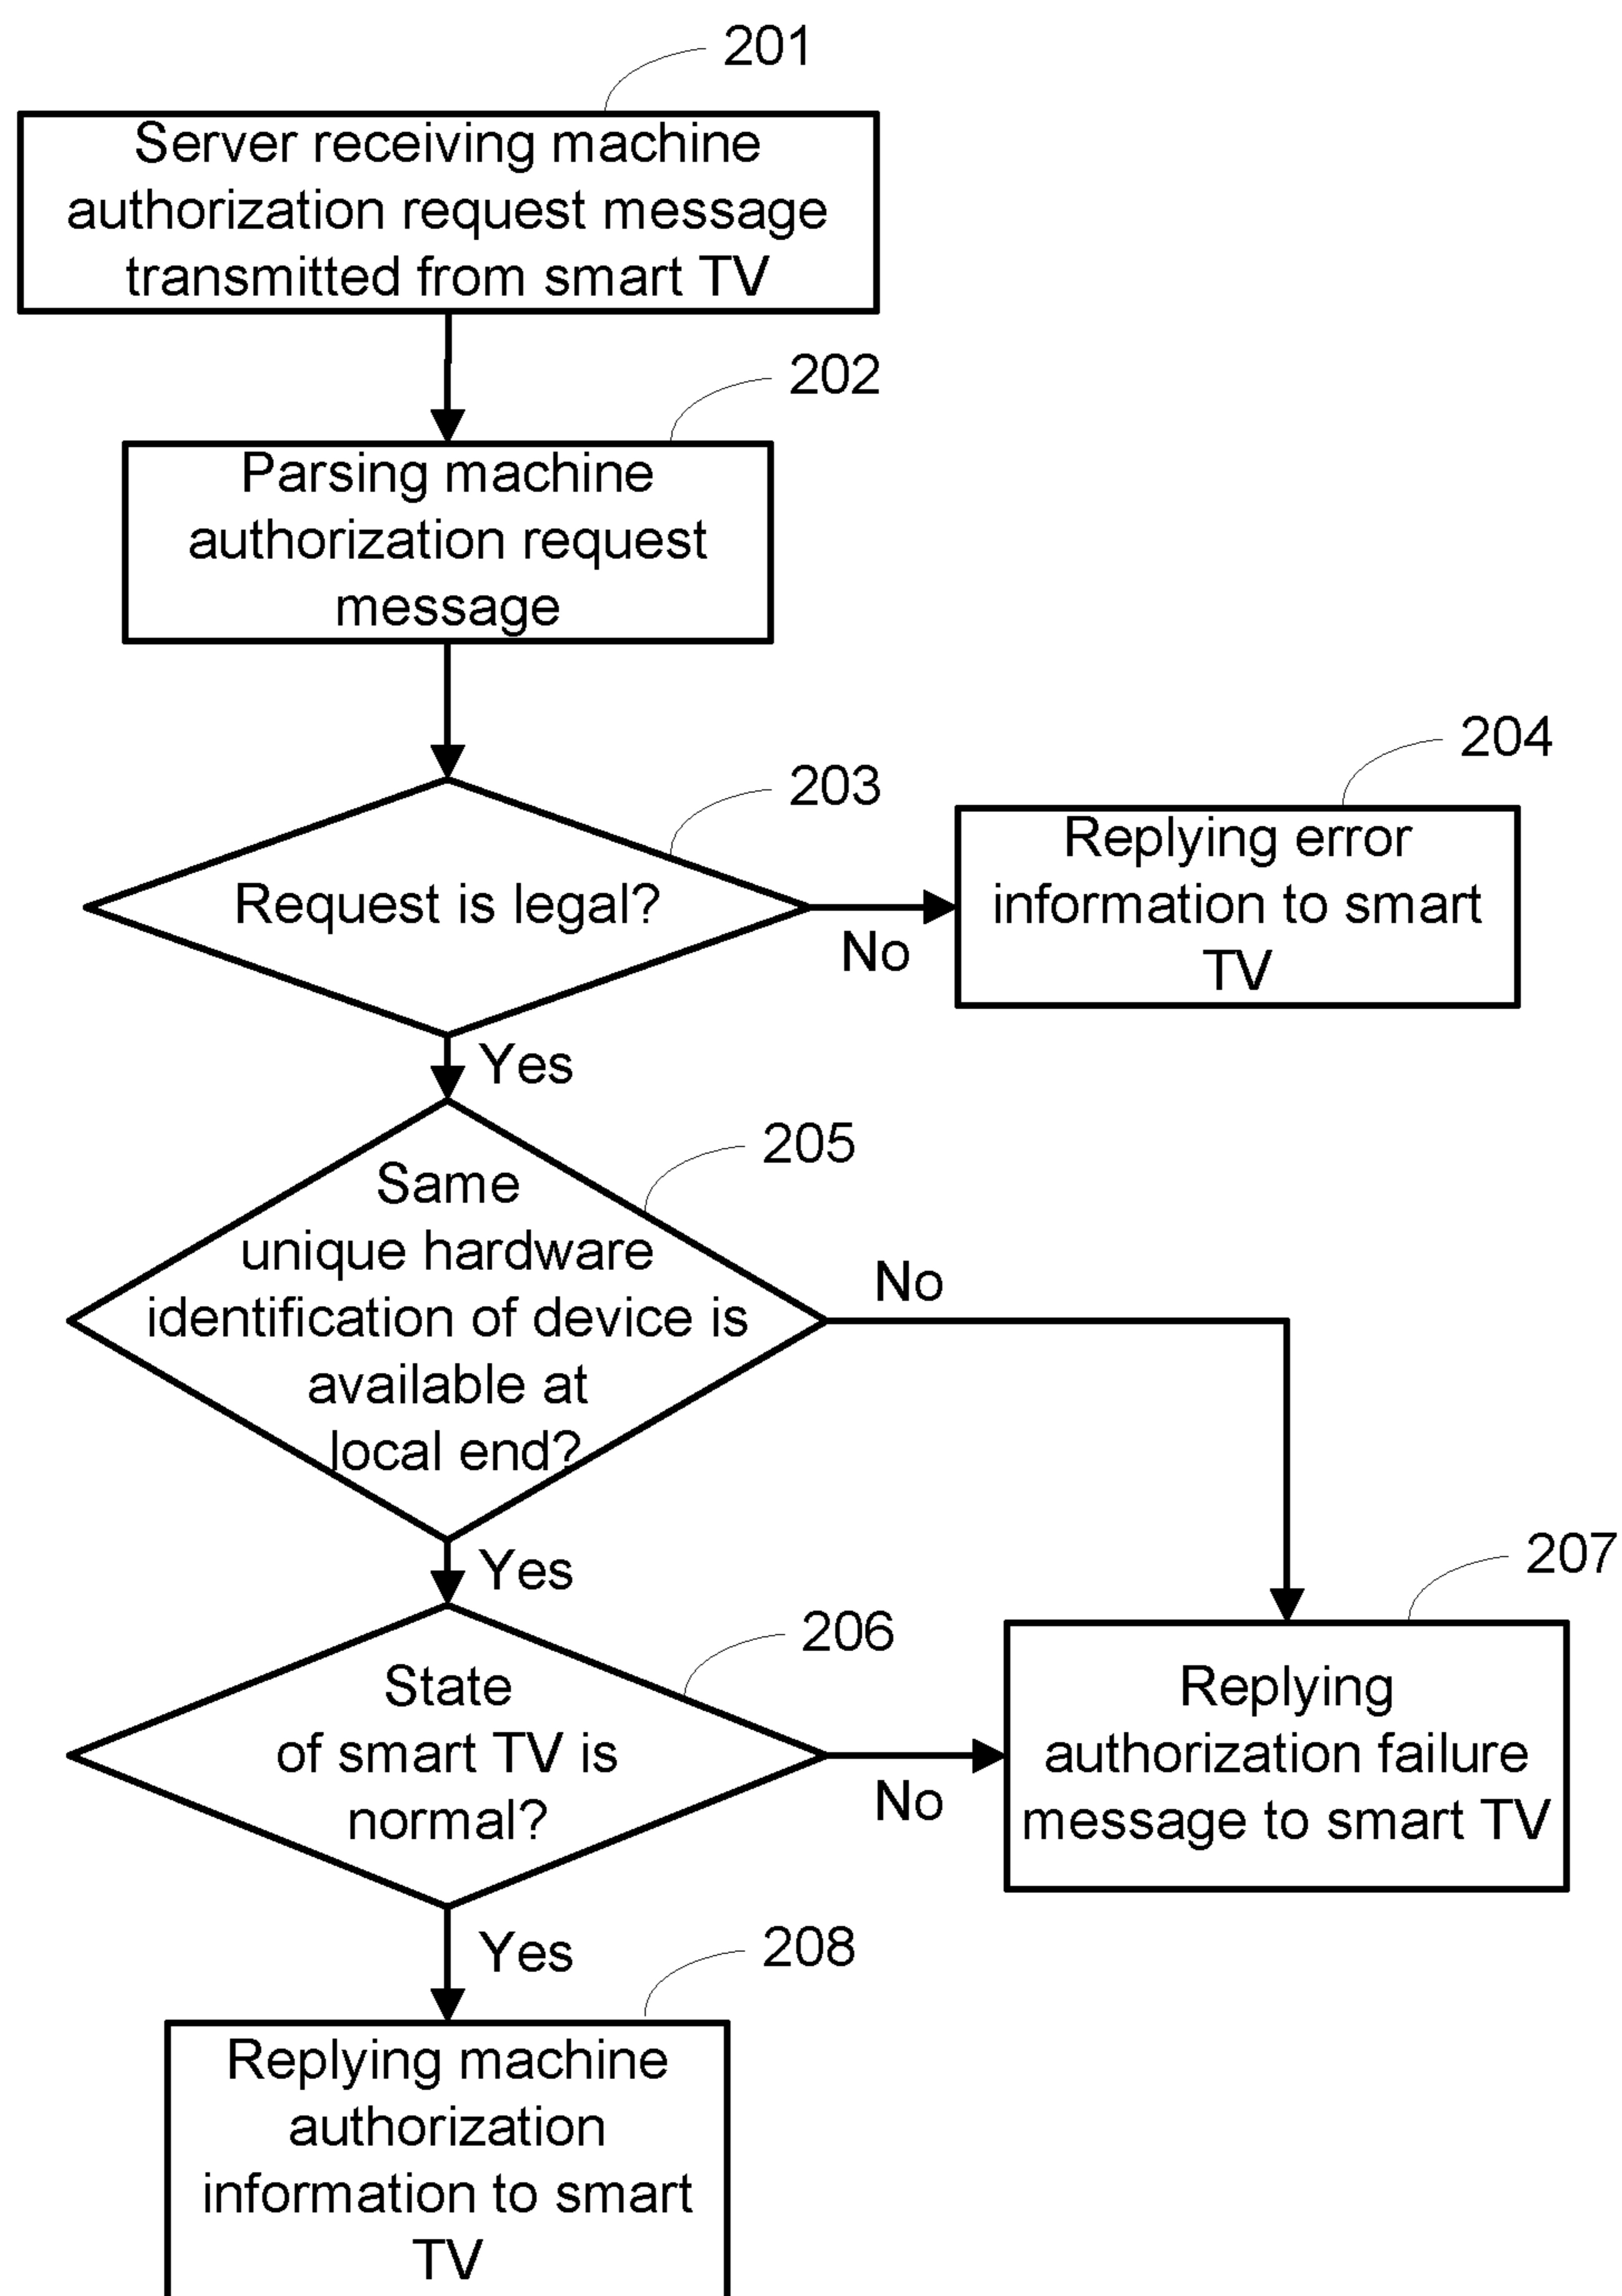 201
Server receiving machine
authorization request message
transmitted from smart TV
202
Parsing machine
authorization request
message
203
Request is legal?
No
204
Replying error
information to smart
TV
Yes
205
Same
unique hardware
identification of device is
available at
local end?
No
Yes
206
State
of smart TV is
normal?
No
207
Replying
authorization failure
message to smart TV
Yes
208
Replying machine
authorization
information to smart
TV